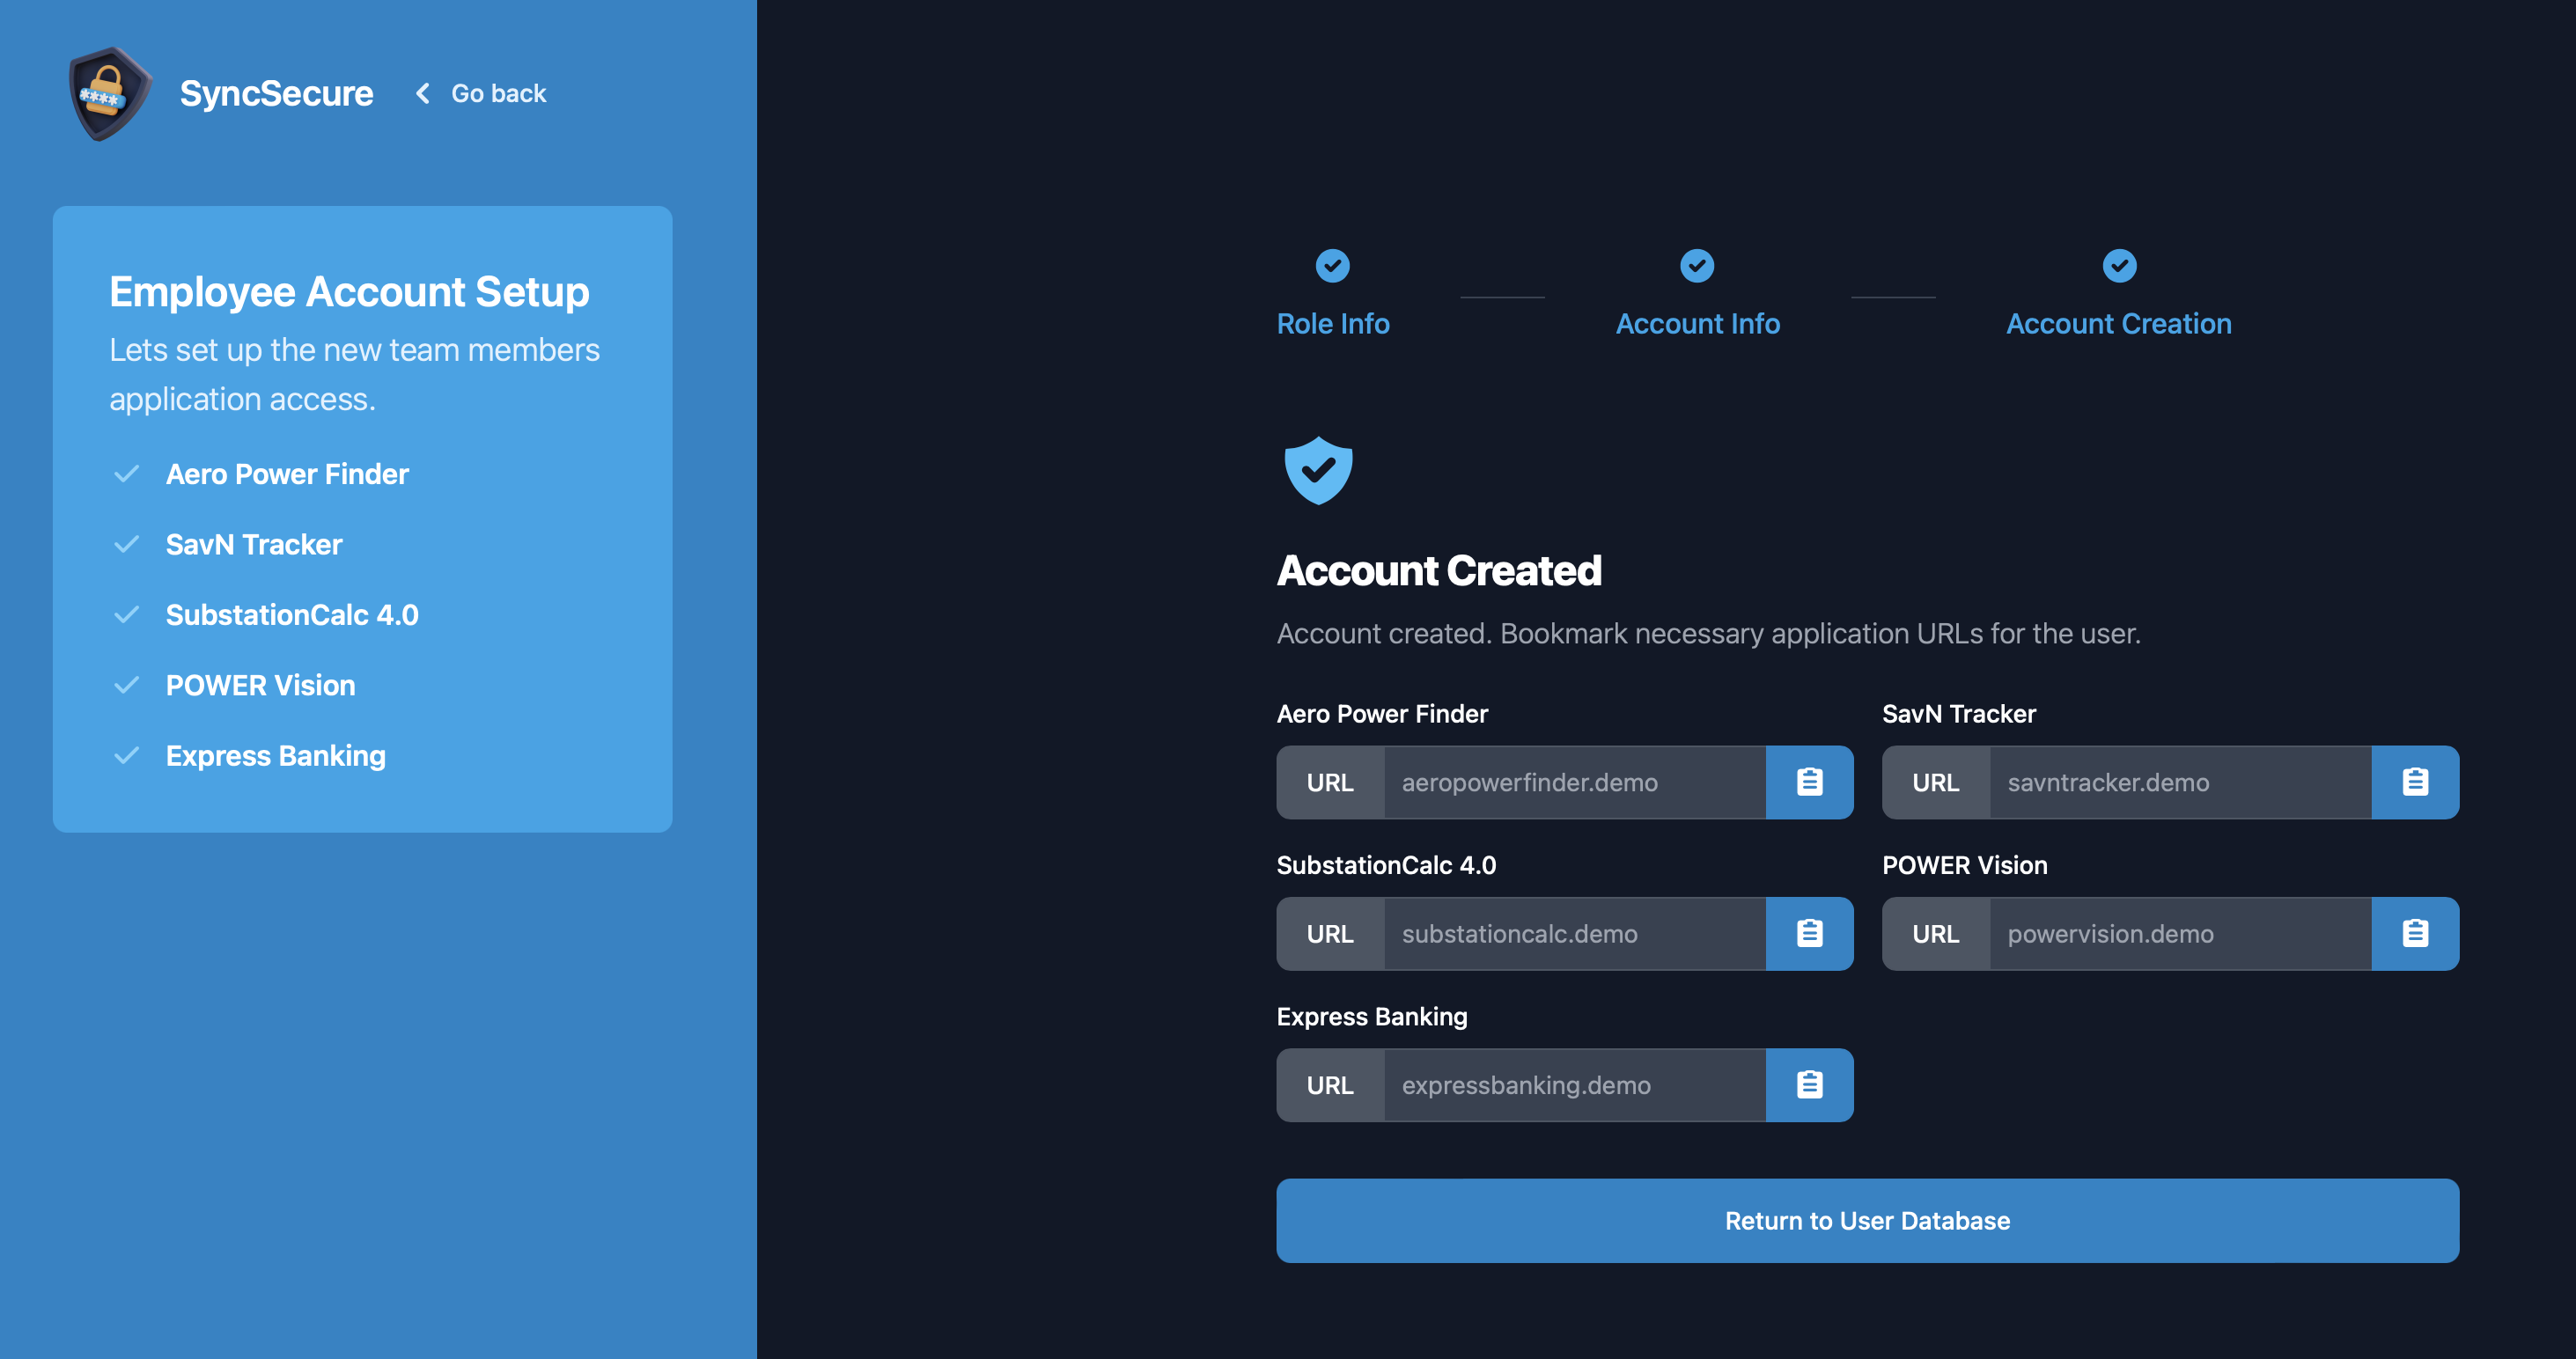 SyncSecure
Go back
Employee Account Setup
Lets set up the new team members
application access.
Aero Power Finder
SavN Tracker
SubstationCalc 4.0
POWER Vision
Express Banking
Role Info
Account Info
Account Creation
Account Created
Account created. Bookmark necessary application URLs for the user.
Aero Power Finder
URL aeropowerfinder.demo
SavN Tracker
URL savntracker.demo
SubstationCalc 4.0
URL substationcalc.demo
POWER Vision
URL powervision.demo
Express Banking
URL expressbanking.demo
Return to User Database